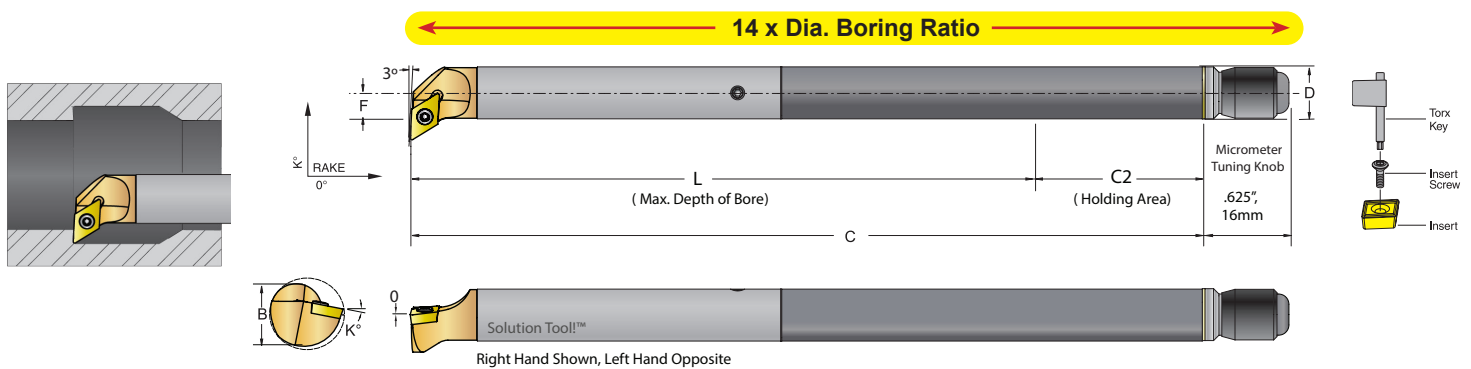 14 x Dia. Boring Ratio
3º
F
D
K°
RAKE
0°
L
( Max. Depth of Bore)
C2
( Holding Area)
Micrometer
Tuning Knob
.625”,
16mm
C
Torx
Key
Insert
Screw
Insert
B
K°
0
Solution Tool!™
Right Hand Shown, Left Hand Opposite